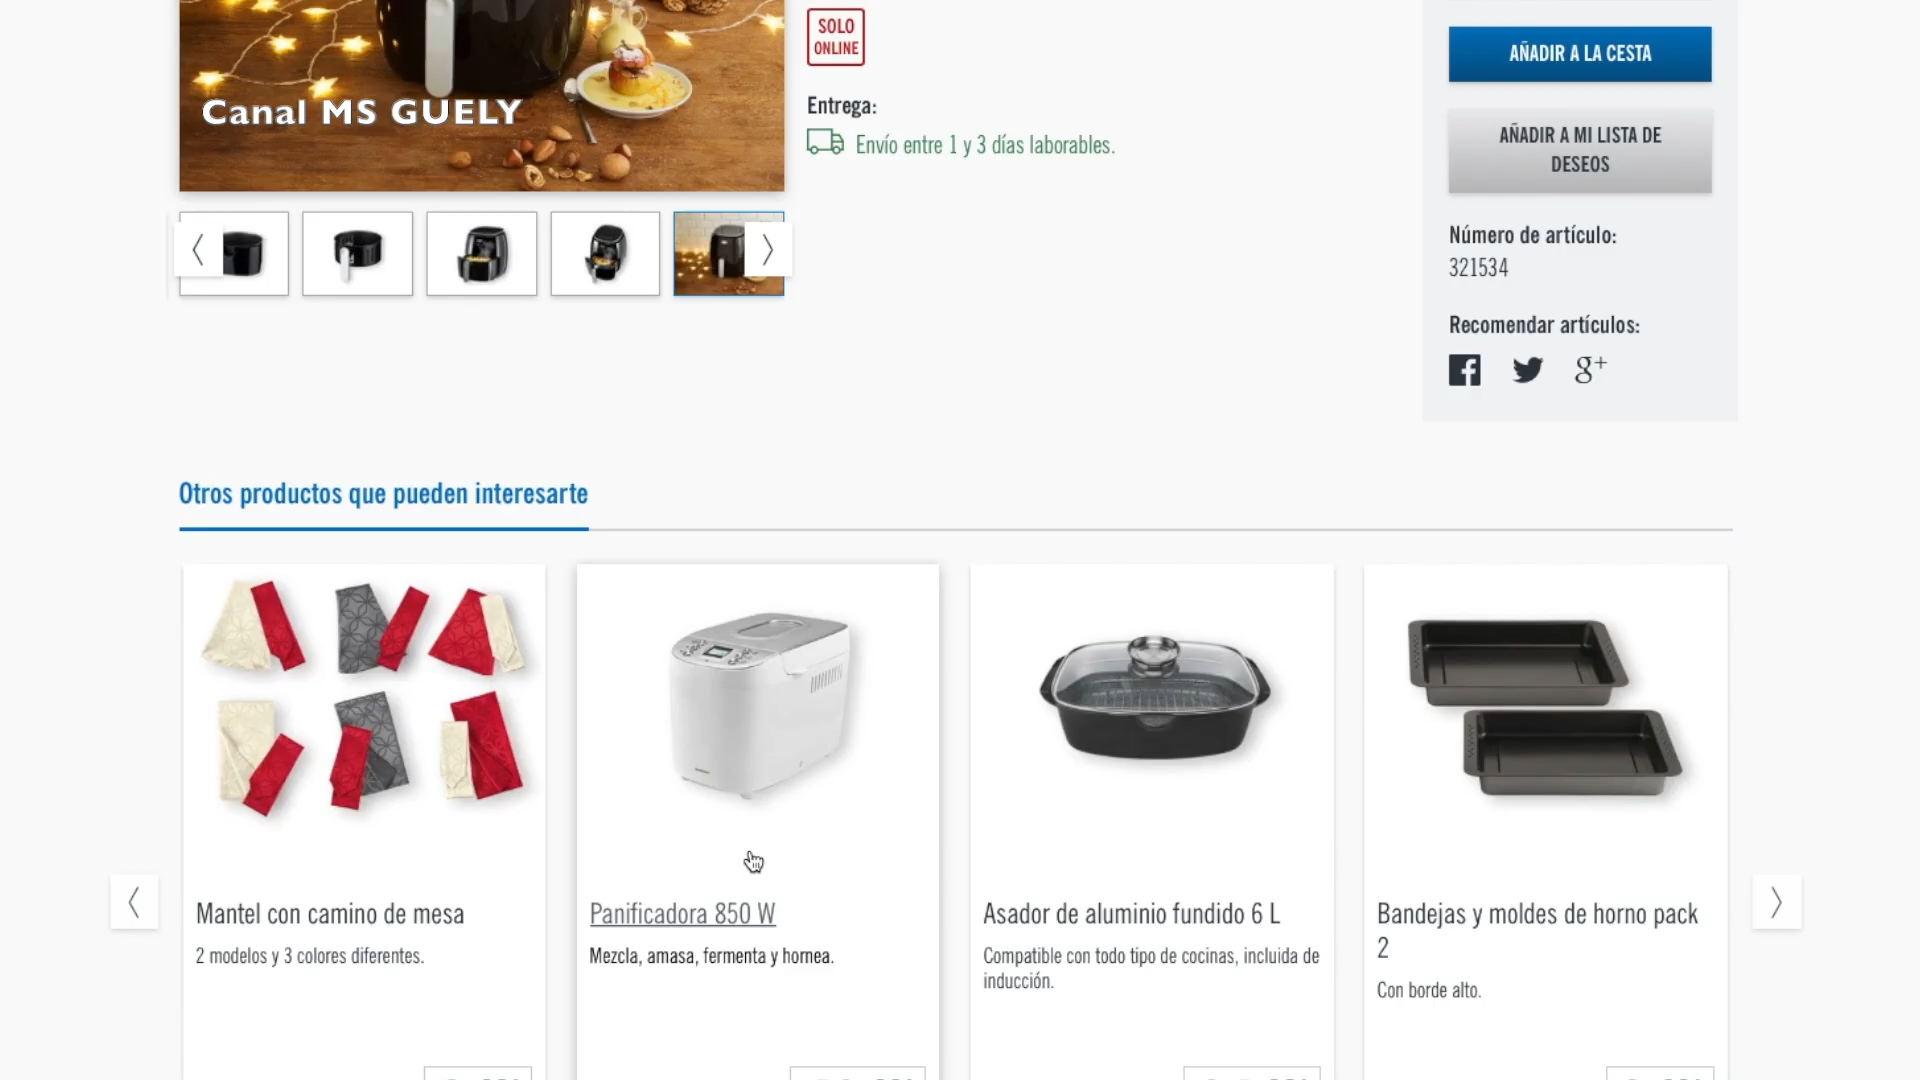 SOLO
ONLINE
Canal MS GUELY
Entrega:
Envío entre 1 y 3 días laborables.
AÑADIR A LA CESTA
AÑADIR A MI LISTA DE
DESEOS
Número de artículo:
321534
Recomendar artículos:
g+
Otros productos que pueden interesarte
Mantel con camino de mesa
2 modelos y 3 colores diferentes.
Panificadora 850 W
Mezcla, amasa, fermenta y hornea.
Asador de aluminio fundido 6 L
Compatible con todo tipo de cocinas, incluida de
inducción.
Bandejas y moldes de horno pack
2
Con borde alto.